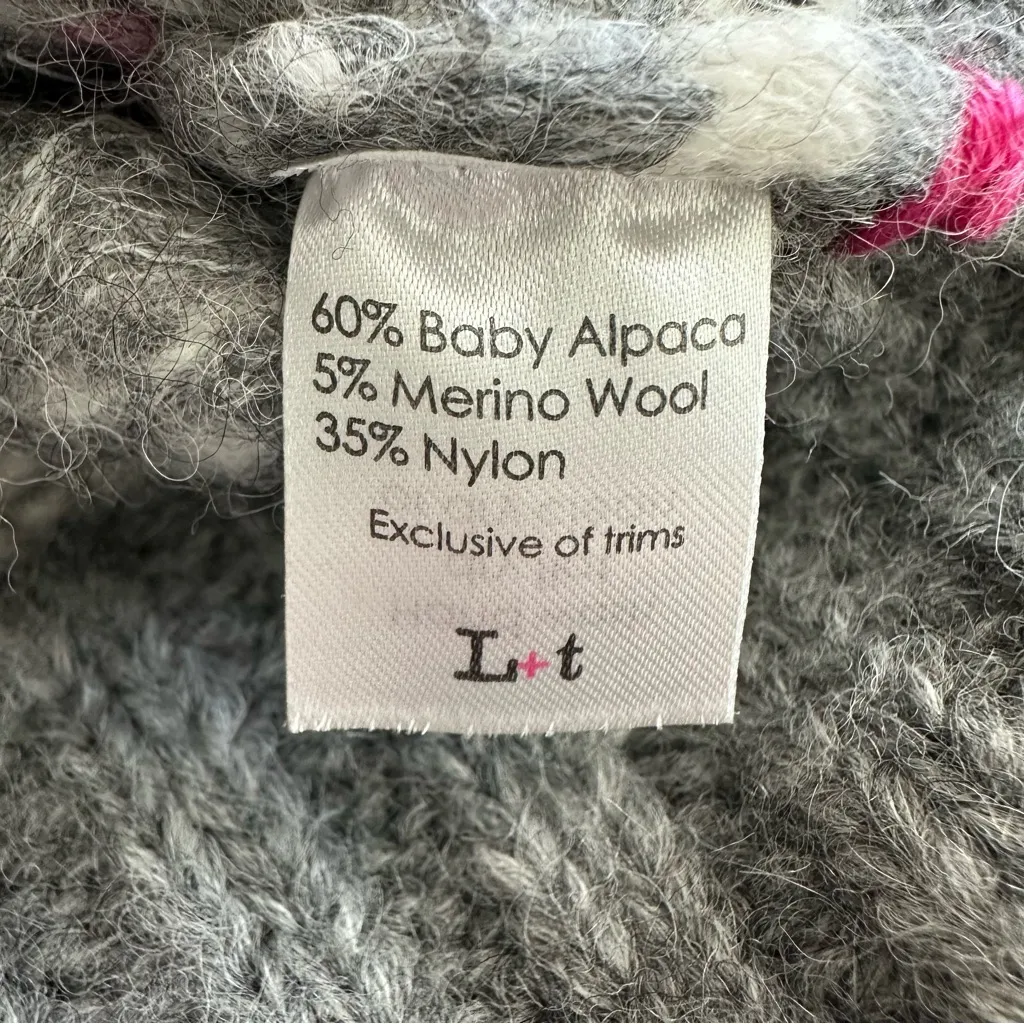 60% Baby Alpaca
5% Merino Wool
35% Nylon
Exclusive of trims
L+t